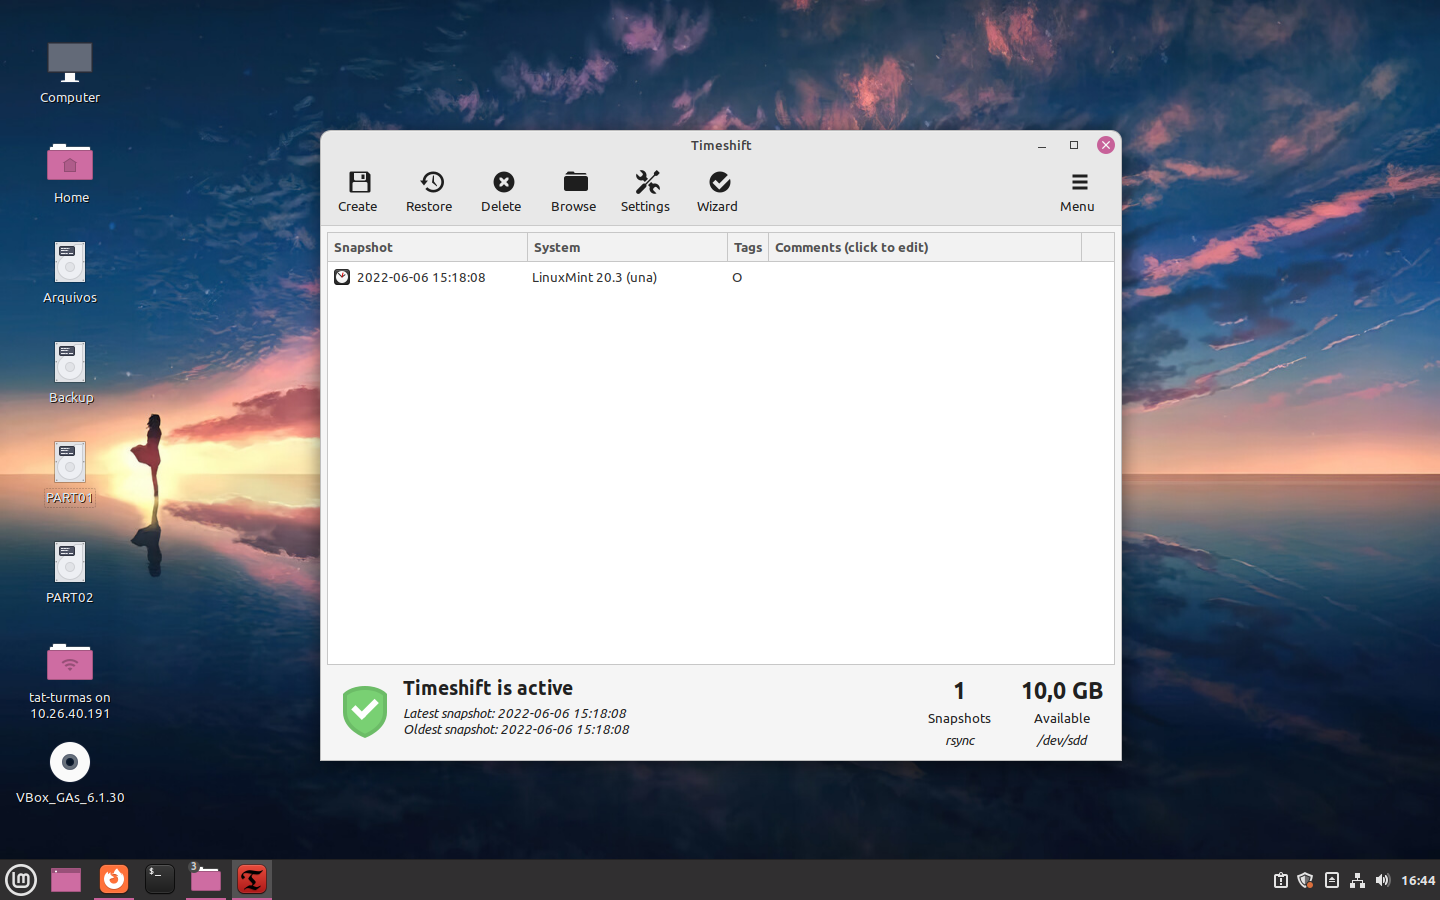 Computer
Home
Arquivos
Backup
PART01
PART02
tat-turmas on
10.26.40.191
VBox_GAs_6.1.30
Timeshift
Create Restore Delete Browse Settings Wizard Menu
Snapshot System Tags Comments (click to edit)
2022-06-06 15:18:08 LinuxMint 20.3 (una) O
Timeshift is active
Latest snapshot: 2022-06-06 15:18:08
Oldest snapshot: 2022-06-06 15:18:08
1
Snapshots
rsync
10,0 GB
Available
/dev/sdd
$_
3
16:44